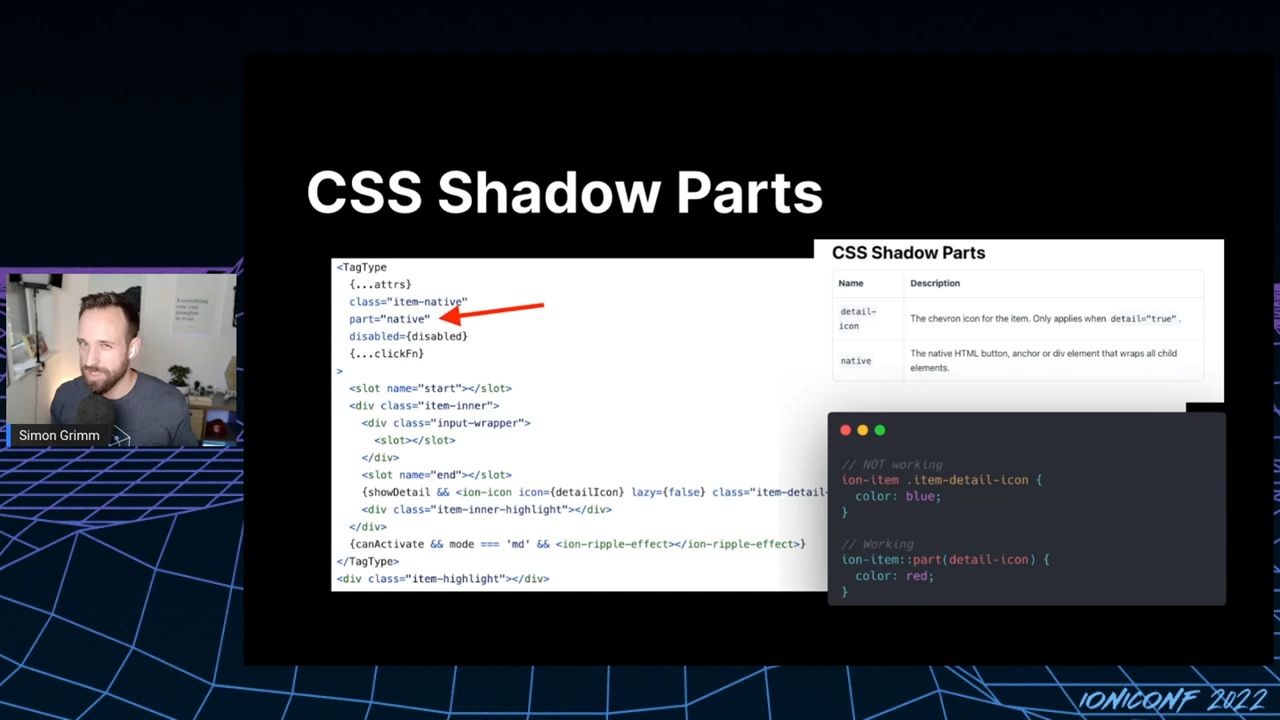 CSS Shadow Parts
<TagType
{...attrs}
class="item-native"
part="native"
disabled={disabled}
{...clickFn}
>
<slot name="start"></slot>
<div class="item-inner">
<div class="input-wrapper">
<slot></slot>
</div>
<slot name="end"></slot>
{showDetail && <ion-icon icon={detailIcon} lazy={false} class="item-detail-
<div class="item-inner-highlight"></div>
</div>
{canActivate && mode === 'md' && <ion-ripple-effect></ion-ripple-effect>}
</TagType>
<div class="item-highlight"></div>
CSS Shadow Parts
Name Description
detail-
icon
The chevron icon for the item. Only applies when detail="true".
native
The native HTML button, anchor or div element that wraps all child
elements.
// NOT working
ion-item .item-detail-icon {
color: blue;
}
// Working
ion-item::part(detail-icon) {
color: red;
}
Everything
you can
imagine
is real
Simon Grimm
IONICONF 2022